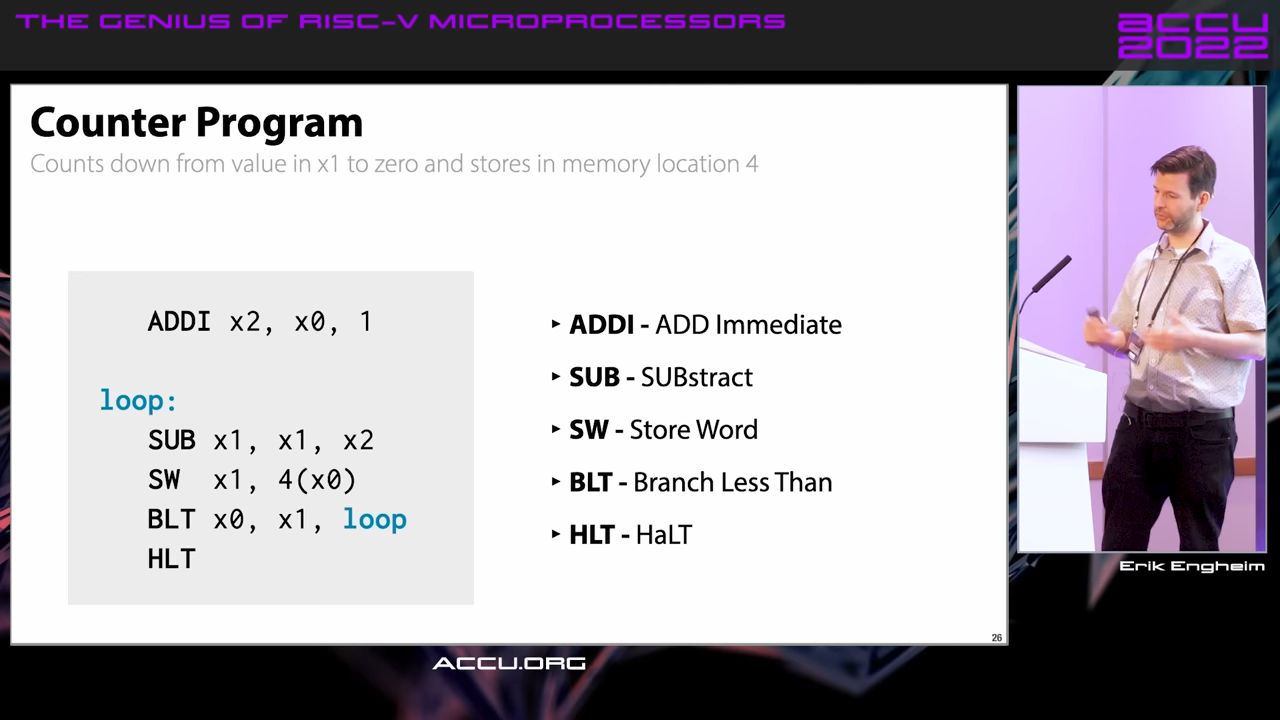 THE GENIUS OF RISC-V MICROPROCESSORS
ACCU
2022
Counter Program
Counts down from value in x1 to zero and stores in memory location 4
ADDI x2, x0, 1
loop:
SUB x1, x1, x2
SW x1, 4(x0)
BLT x0, x1, loop
HLT
‣ ADDI - ADD Immediate
‣ SUB - SUBstract
‣ SW - Store Word
‣ BLT - Branch Less Than
‣ HLT - HaLT
26
Erik Engheim
ACCU.ORG